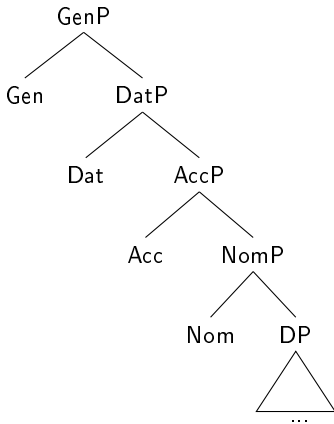 GenP
Gen DatP
Dat AccP
Acc NomP
Nom DP
...